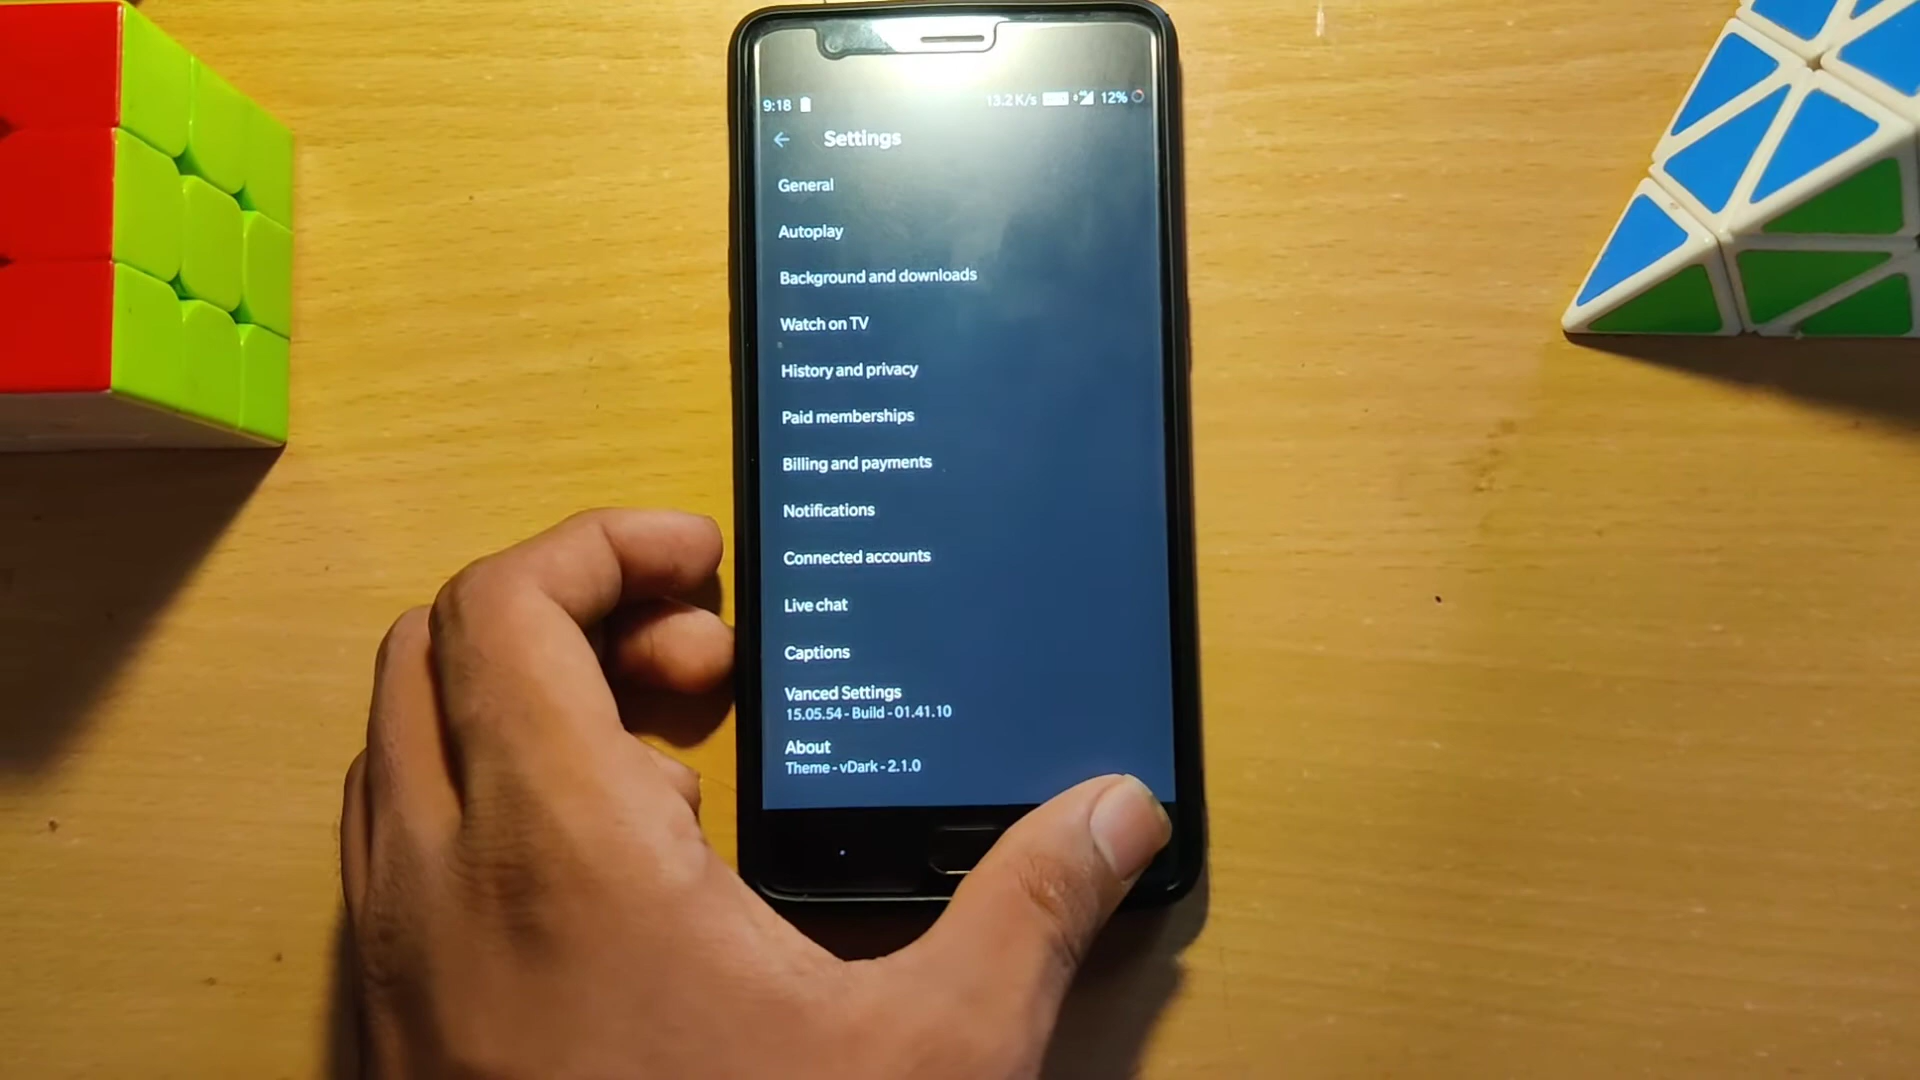 9:18 13.2 K/s 12%
Settings
General
Autoplay
Background and downloads
Watch on TV
History and privacy
Paid memberships
Billing and payments
Notifications
Connected accounts
Live chat
Captions
Vanced Settings
15.05.54 - Build - 01.41.10
About
Theme - vDark - 2.1.0